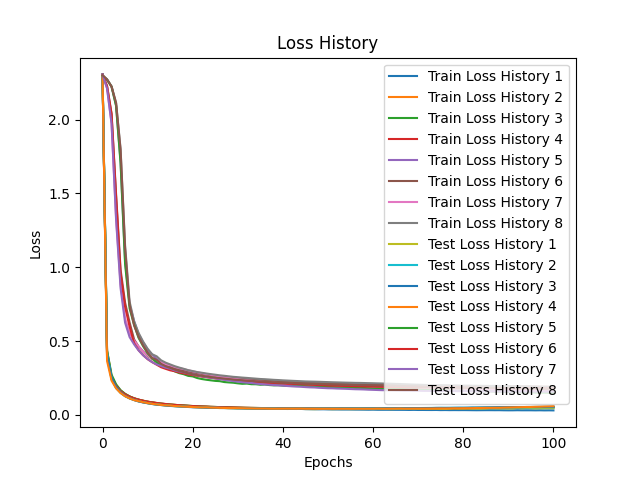 Loss History
Train Loss History 1
Train Loss History 2
Train Loss History 3
Train Loss History 4
Train Loss History 5
Train Loss History 6
Train Loss History 7
Train Loss History 8
Test Loss History 1
Test Loss History 2
Test Loss History 3
Test Loss History 4
Test Loss History 5
Test Loss History 6
Test Loss History 7
Test Loss History 8
2.0
1.5
1.0
0.5
0.0
Loss
0 20 40 60 80 100
Epochs